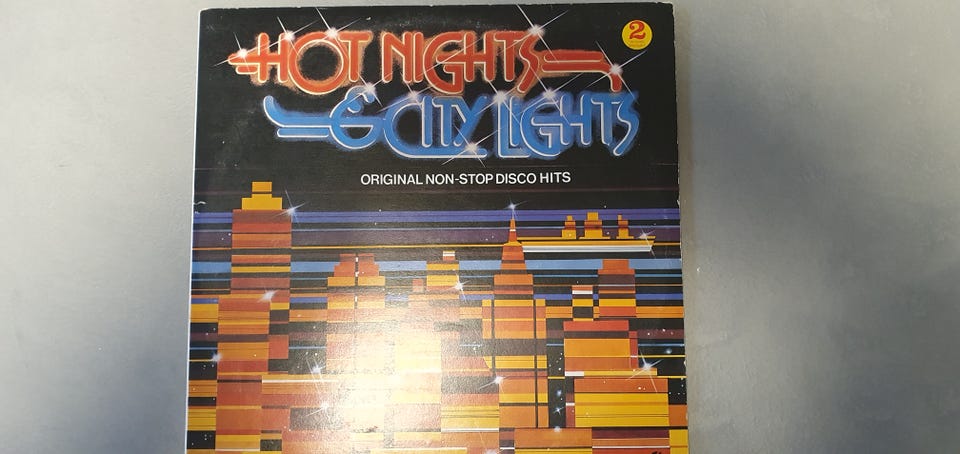 HOT NIGHTS
& CITY LIGHTS
2
ORIGINAL NON-STOP DISCO HITS